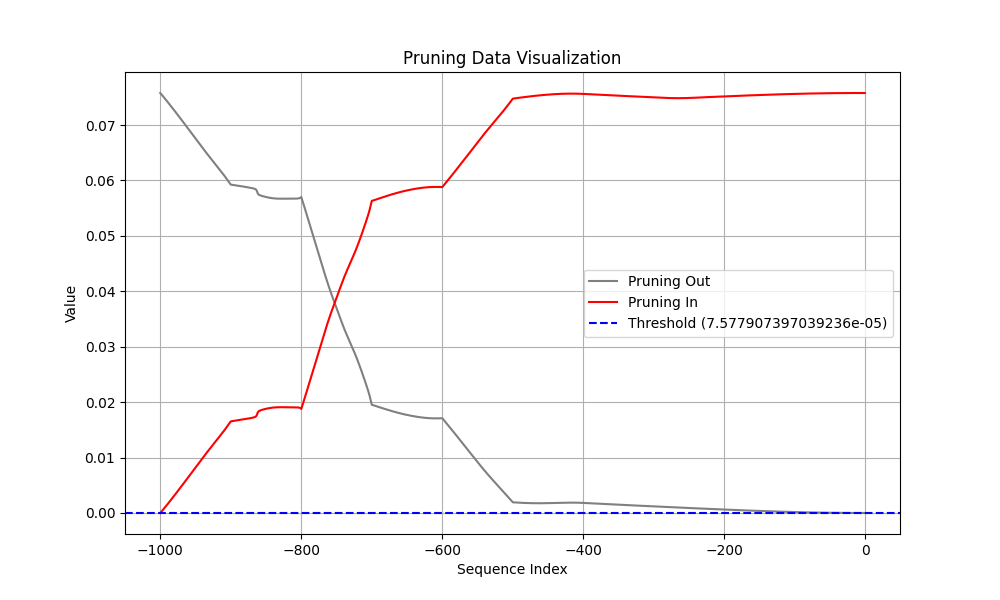 Pruning Data Visualization
Value
0.07
0.06
0.05
0.04
0.03
0.02
0.01
0.00
Pruning Out
Pruning In
Threshold (7.577907397039236e-05)
−1000
−800
−600
−400
−200
0
Sequence Index